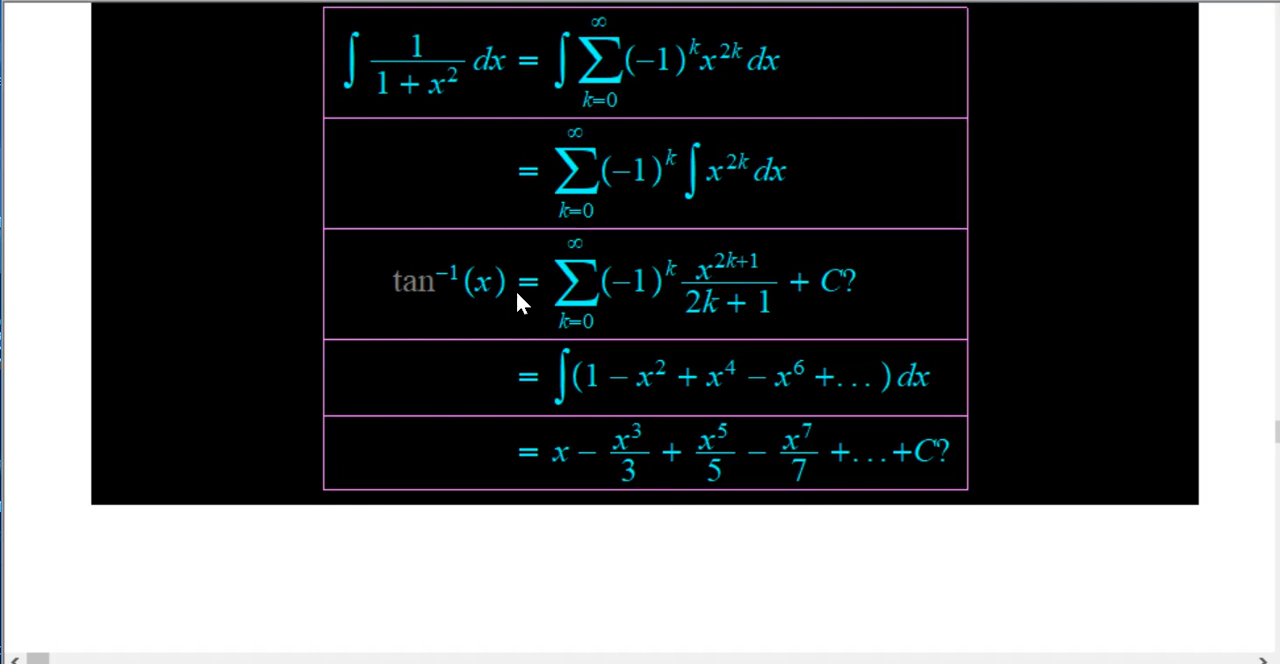 ∫ 1/(1 + x²) dx = ∫ ∑_{k=0}^{∞} (−1)^k x^{2k} dx
= ∑_{k=0}^{∞} (−1)^k ∫ x^{2k} dx
tan⁻¹(x) = ∑_{k=0}^{∞} (−1)^k x^{2k+1}/(2k + 1) + C?
= ∫(1 − x² + x⁴ − x⁶ +...) dx
= x − x³/3 + x⁵/5 − x⁷/7 +...+C?